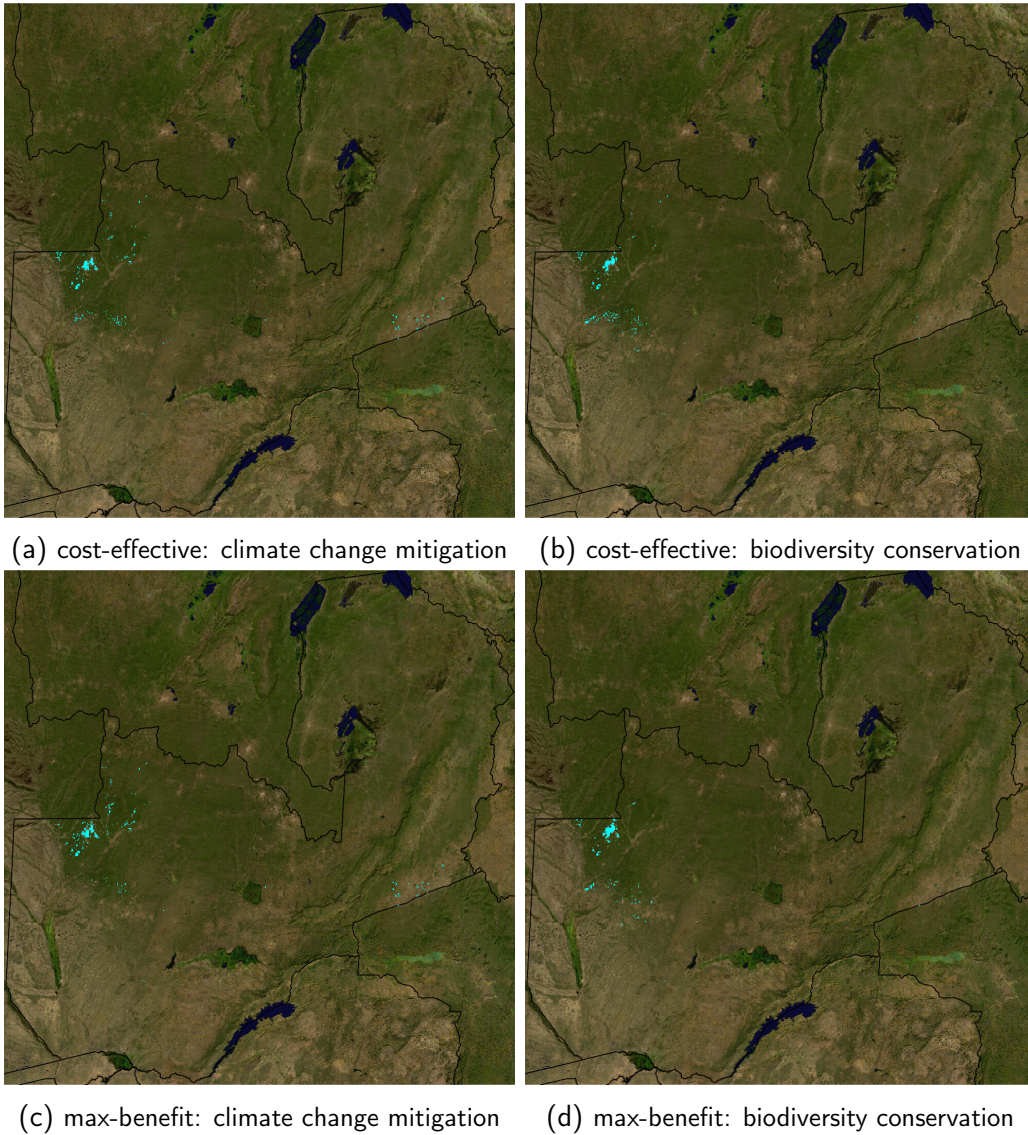 (a) cost-effective: climate change mitigation
(b) cost-effective: biodiversity conservation
(c) max-benefit: climate change mitigation
(d) max-benefit: biodiversity conservation